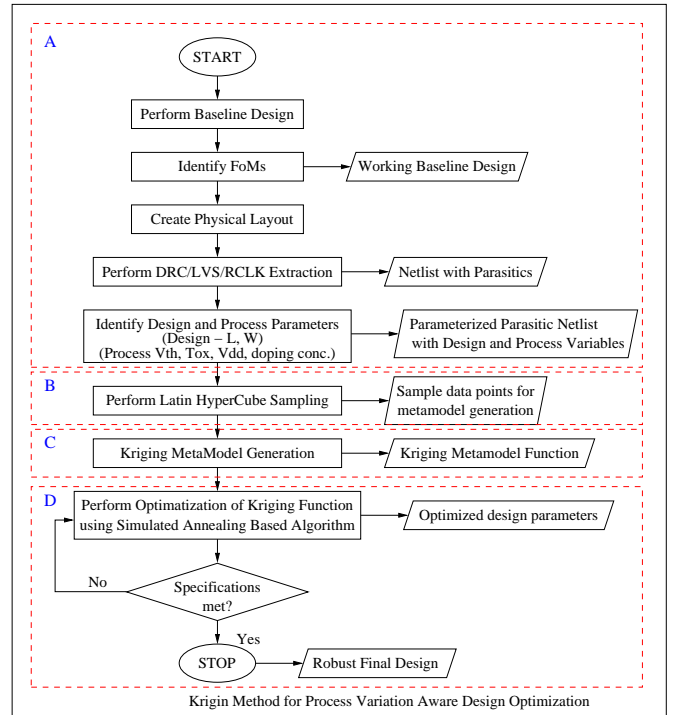 A
START
Perform Baseline Design
Identify FoMs
Working Baseline Design
Create Physical Layout
Perform DRC/LVS/RCLK Extraction
Netlist with Parasitics
Identify Design and Process Parameters
(Design – L, W)
(Process Vth, Tox, Vdd, doping conc.)
Parameterized Parasitic Netlist
with Design and Process Variables
B
Perform Latin HyperCube Sampling
Sample data points for
metamodel generation
C
Kriging MetaModel Generation
Kriging Metamodel Function
D
Perform Optimatization of Kriging Function
using Simulated Annealing Based Algorithm
Optimized design parameters
No
Specifications
met?
Yes
STOP
Robust Final Design
Krigin Method for Process Variation Aware Design Optimization